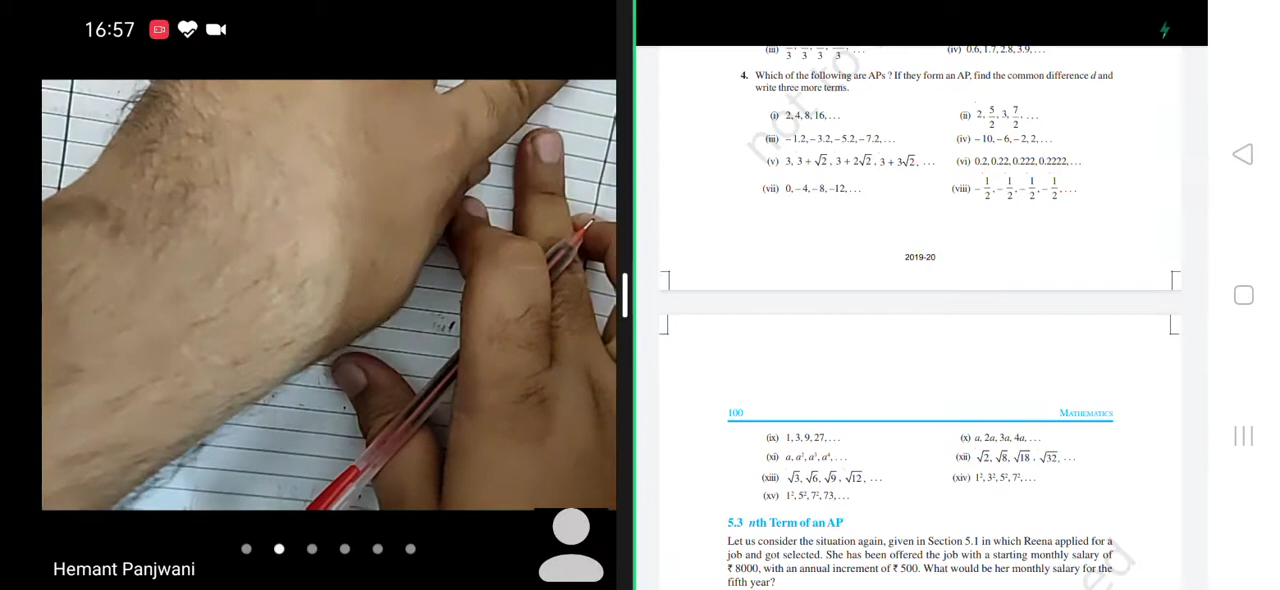 16:57
Hemant Panjwani
(iii) 3, 3, 3, 3, ... (iv) 0.6, 1.7, 2.8, 3.9, ...
4. Which of the following are APs ? If they form an AP, find the common difference d and
write three more terms.
(i) 2, 4, 8, 16, . . . (ii) 2, 5/2, 3, 7/2, . . .
(iii) – 1.2, – 3.2, – 5.2, – 7.2, . . . (iv) – 10, – 6, – 2, 2, . . .
(v) 3, 3 + √2, 3 + 2√2, 3 + 3√2, . . . (vi) 0.2, 0.22, 0.222, 0.2222, . . .
(vii) 0, – 4, – 8, –12, . . . (viii) – 1/2, – 1/2, – 1/2, – 1/2, . . .
not to
2019-20
100 MATHEMATICS
(ix) 1, 3, 9, 27, . . . (x) a, 2a, 3a, 4a, . . .
(xi) a, a², a³, a⁴, . . . (xii) √2, √8, √18, √32, . . .
(xiii) √3, √6, √9, √12, . . . (xiv) 1², 3², 5², 7², . . .
(xv) 1², 5², 7², 73, . . .
5.3 nth Term of an AP
Let us consider the situation again, given in Section 5.1 in which Reena applied for a
job and got selected. She has been offered the job with a starting monthly salary of
₹ 8000, with an annual increment of ₹ 500. What would be her monthly salary for the
fifth year?